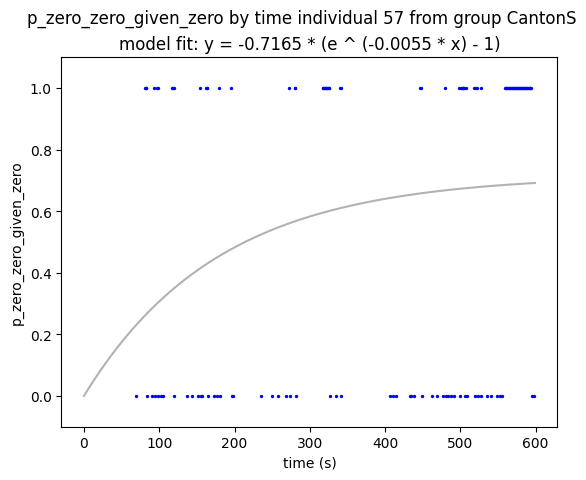 p_zero_zero_given_zero by time individual 57 from group CantonS
model fit: y = -0.7165 * (e ^ (-0.0055 * x) - 1)
p_zero_zero_given_zero
1.0
0.8
0.6
0.4
0.2
0.0
0 100 200 300 400 500 600
time (s)